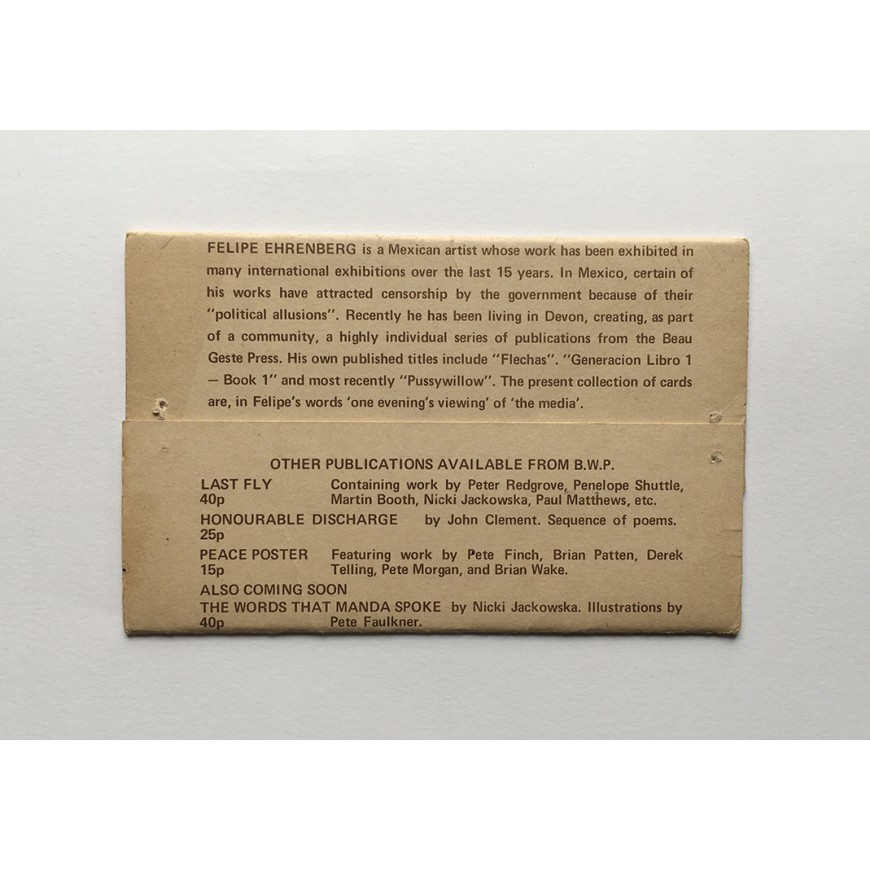 FELIPE EHRENBERG is a Mexican artist whose work has been exhibited in
many international exhibitions over the last 15 years. In Mexico, certain of
his works have attracted censorship by the government because of their
"political allusions". Recently he has been living in Devon, creating, as part
of a community, a highly individual series of publications from the Beau
Geste Press. His own published titles include "Flechas". "Generacion Libro 1
— Book 1" and most recently "Pussywillow". The present collection of cards
are, in Felipe's words 'one evening's viewing' of 'the media'.
OTHER PUBLICATIONS AVAILABLE FROM B.W.P.
LAST FLY Containing work by Peter Redgrove, Penelope Shuttle,
40p Martin Booth, Nicki Jackowska, Paul Matthews, etc.
HONOURABLE DISCHARGE by John Clement. Sequence of poems.
25p
PEACE POSTER Featuring work by Pete Finch, Brian Patten, Derek
15p Telling, Pete Morgan, and Brian Wake.
ALSO COMING SOON
THE WORDS THAT MANDA SPOKE by Nicki Jackowska. Illustrations by
40p Pete Faulkner.